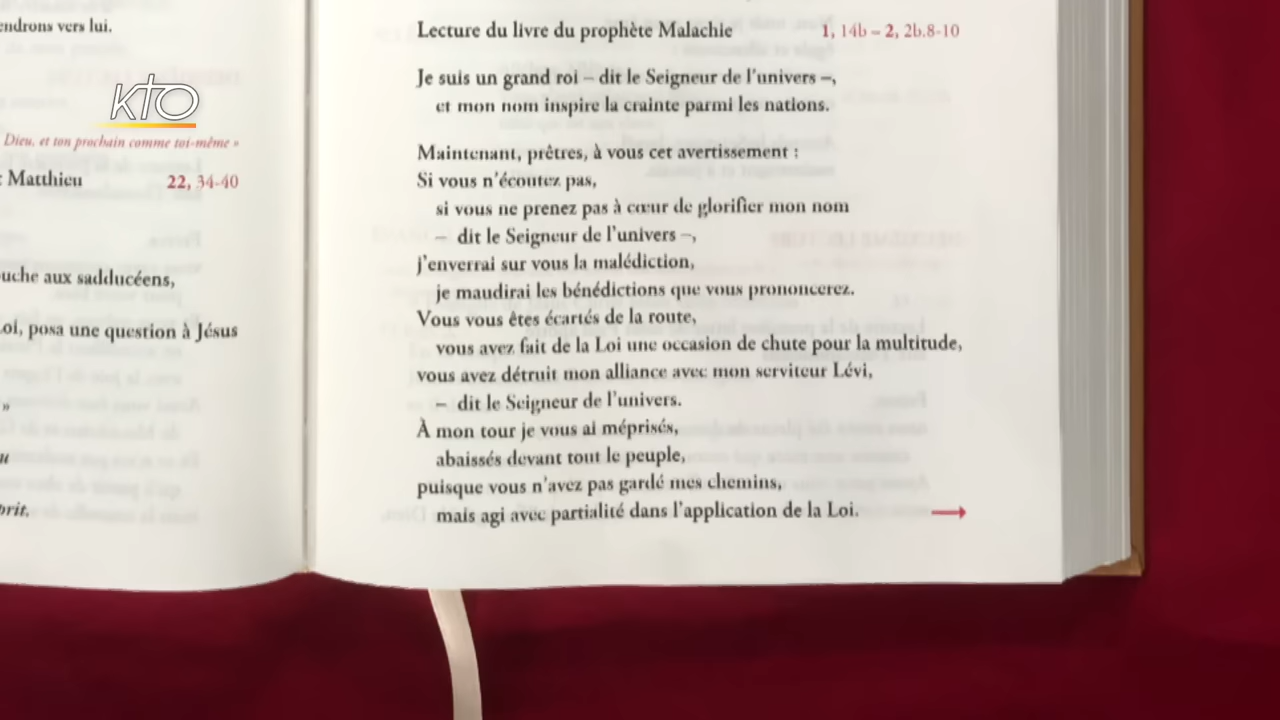 endrons vers lui.
KTO
Dieu, et ton prochain comme toi-même »
Matthieu 22, 34-40
uche aux sadducéens,
Loi, posa une question à Jésus
»
u
prit.
Lecture du livre du prophète Malachie 1, 14b – 2, 2b.8-10
Je suis un grand roi – dit le Seigneur de l'univers –,
et mon nom inspire la crainte parmi les nations.
Maintenant, prêtres, à vous cet avertissement :
Si vous n'écoutez pas,
si vous ne prenez pas à cœur de glorifier mon nom
– dit le Seigneur de l'univers –,
j'enverrai sur vous la malédiction,
je maudirai les bénédictions que vous prononcerez.
Vous vous êtes écartés de la route,
vous avez fait de la Loi une occasion de chute pour la multitude,
vous avez détruit mon alliance avec mon serviteur Lévi,
– dit le Seigneur de l'univers.
À mon tour je vous ai méprisés,
abaissés devant tout le peuple,
puisque vous n'avez pas gardé mes chemins,
mais agi avec partialité dans l'application de la Loi.